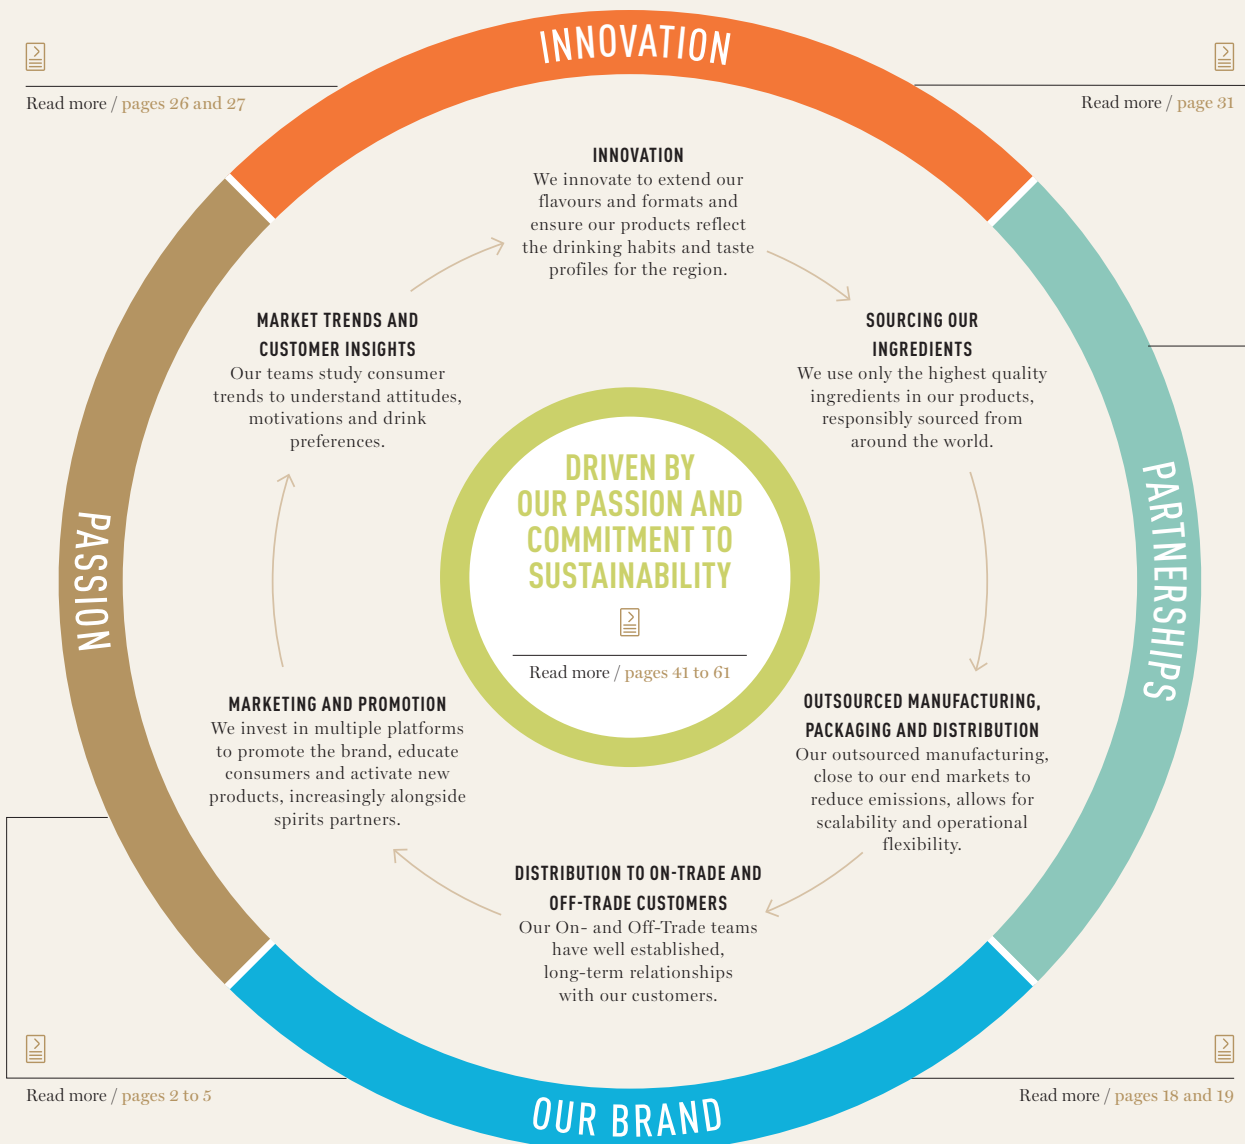 INNOVATION
Read more / pages 26 and 27
Read more / page 31
INNOVATION
We innovate to extend our
flavours and formats and
ensure our products reflect
the drinking habits and taste
profiles for the region.
MARKET TRENDS AND
CUSTOMER INSIGHTS
Our teams study consumer
trends to understand attitudes,
motivations and drink
preferences.
SOURCING OUR
INGREDIENTS
We use only the highest quality
ingredients in our products,
responsibly sourced from
around the world.
PASSION
DRIVEN BY
OUR PASSION AND
COMMITMENT TO
SUSTAINABILITY
Read more / pages 41 to 61
PARTNERSHIPS
MARKETING AND PROMOTION
We invest in multiple platforms
to promote the brand, educate
consumers and activate new
products, increasingly alongside
spirits partners.
OUTSOURCED MANUFACTURING,
PACKAGING AND DISTRIBUTION
Our outsourced manufacturing,
close to our end markets to
reduce emissions, allows for
scalability and operational
flexibility.
DISTRIBUTION TO ON-TRADE AND
OFF-TRADE CUSTOMERS
Our On- and Off-Trade teams
have well established,
long-term relationships
with our customers.
Read more / pages 2 to 5
Read more / pages 18 and 19
OUR BRAND